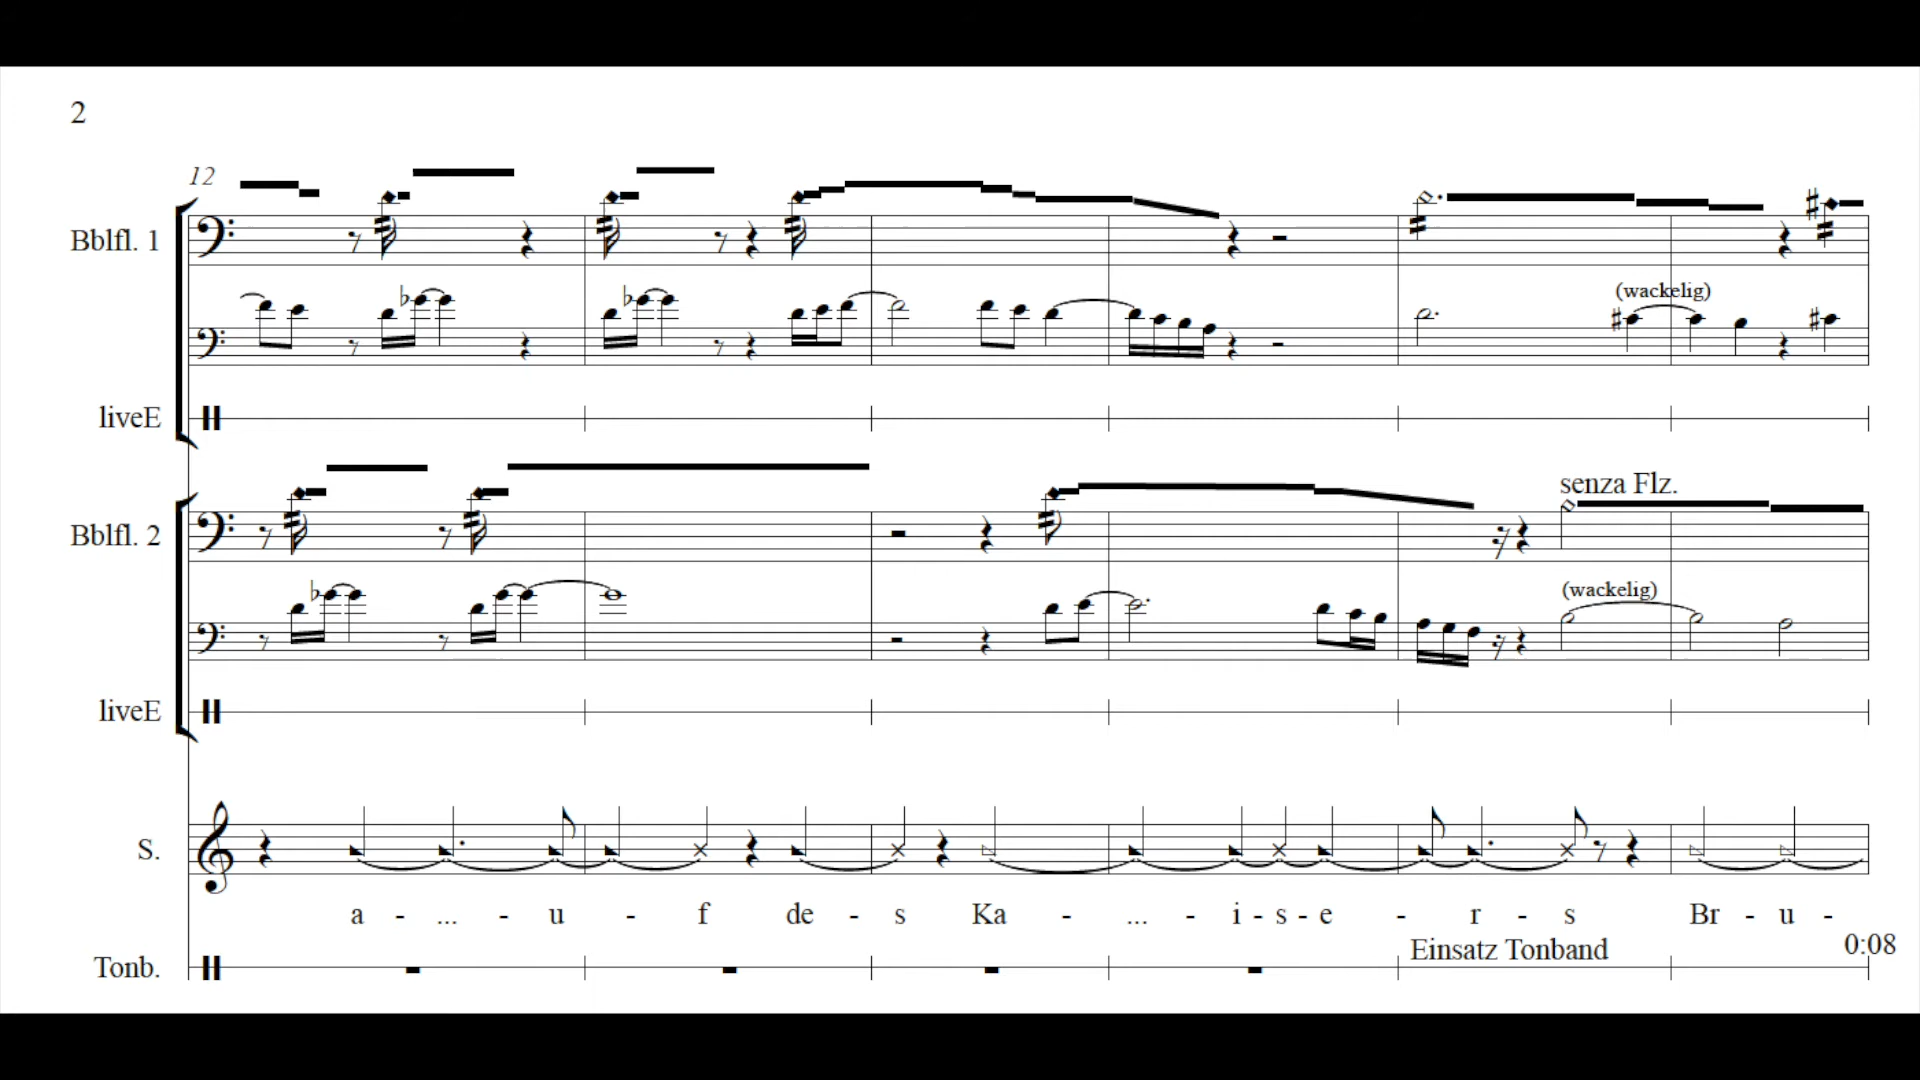 2
12
Bblfl. 1
(wackelig)
liveE
senza Flz.
Bblfl. 2
(wackelig)
liveE
S.
a - ... - u - f de - s Ka - ... - i - s - e - r - s Br - u -
Einsatz Tonband 0:08
Tonb.